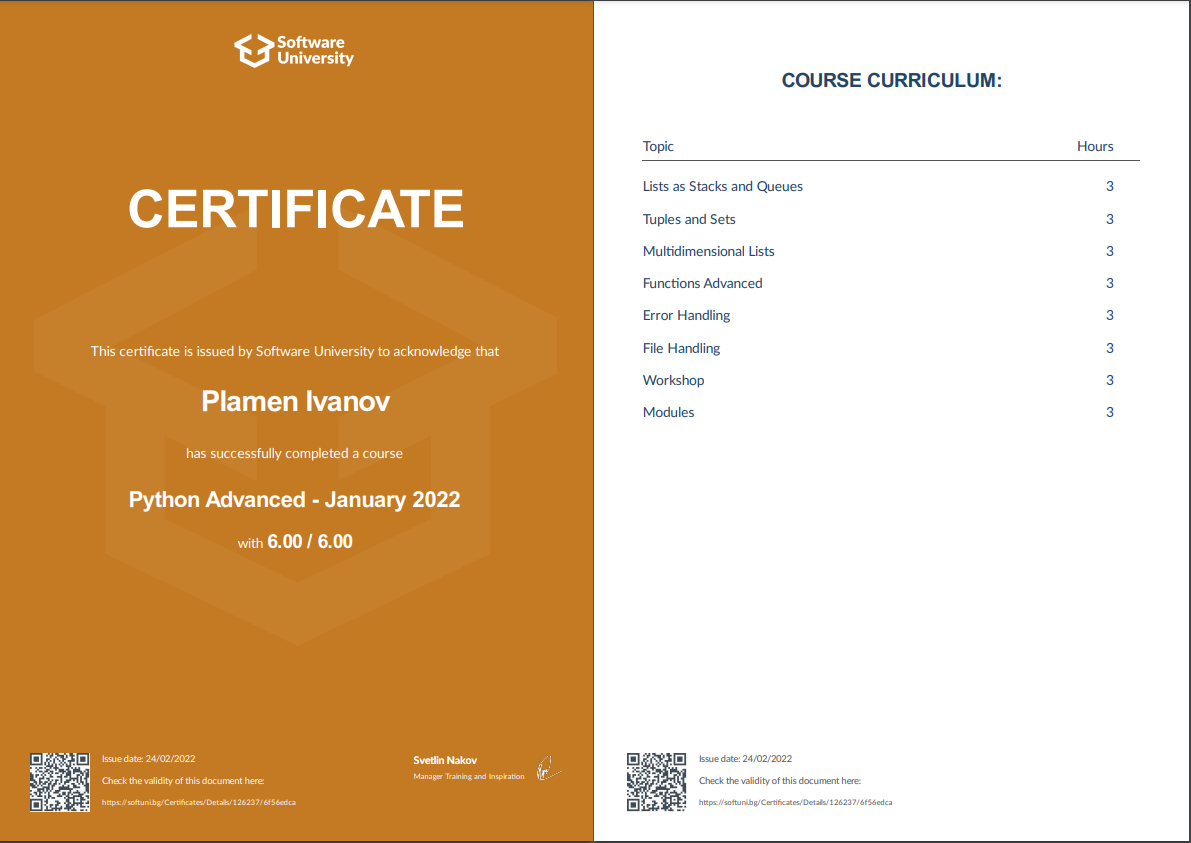 Software
University
CERTIFICATE
This certificate is issued by Software University to acknowledge that
Plamen Ivanov
has successfully completed a course
Python Advanced - January 2022
with 6.00 / 6.00
Issue date: 24/02/2022
Check the validity of this document here:
https://softuni.bg/Certificates/Details/126237/6f56edca
Svetlin Nakov
Manager Training and Inspiration
COURSE CURRICULUM:
Topic Hours
Lists as Stacks and Queues 3
Tuples and Sets 3
Multidimensional Lists 3
Functions Advanced 3
Error Handling 3
File Handling 3
Workshop 3
Modules 3
Issue date: 24/02/2022
Check the validity of this document here:
https://softuni.bg/Certificates/Details/126237/6f56edca